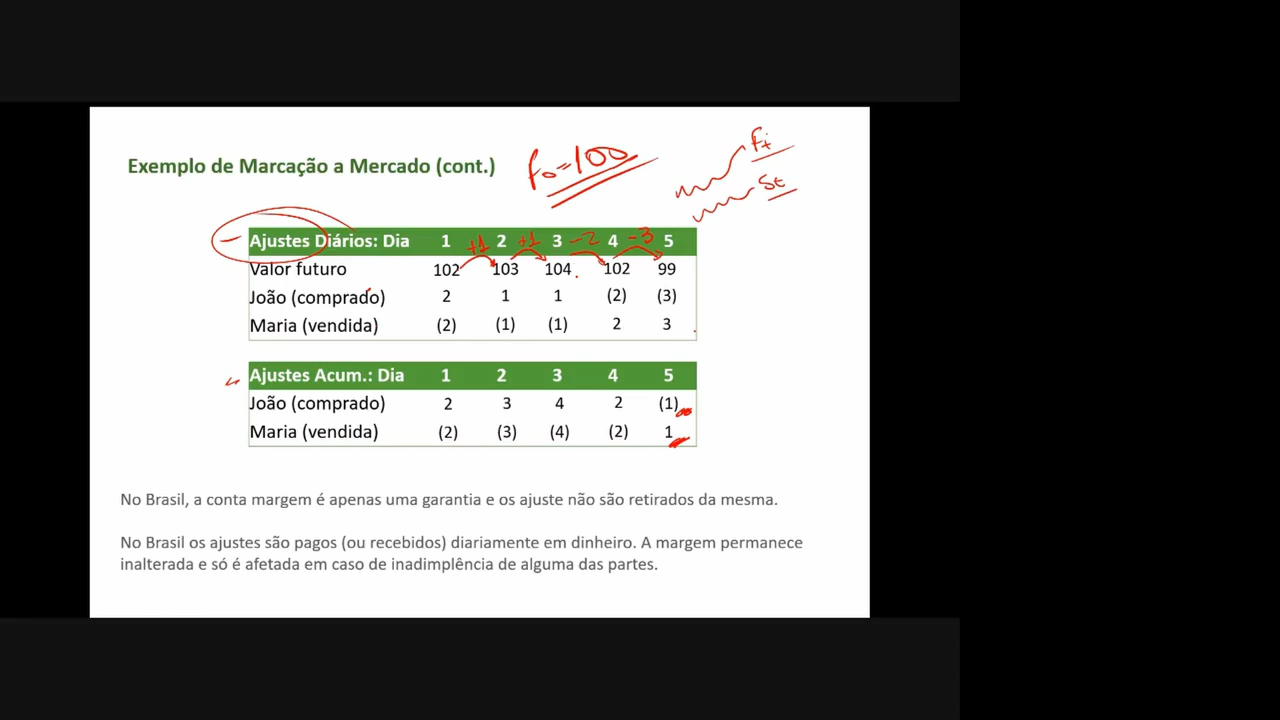 Exemplo de Marcação a Mercado (cont.)
f₀=100
Ft
St
Ajustes Diários: Dia 1 2 3 4 5
+1 +1 -2 -3
Valor futuro 102 103 104 102 99
João (comprado) 2 1 1 (2) (3)
Maria (vendida) (2) (1) (1) 2 3
Ajustes Acum.: Dia 1 2 3 4 5
João (comprado) 2 3 4 2 (1)
Maria (vendida) (2) (3) (4) (2) 1
No Brasil, a conta margem é apenas uma garantia e os ajuste não são retirados da mesma.
No Brasil os ajustes são pagos (ou recebidos) diariamente em dinheiro. A margem permanece
inalterada e só é afetada em caso de inadimplência de alguma das partes.